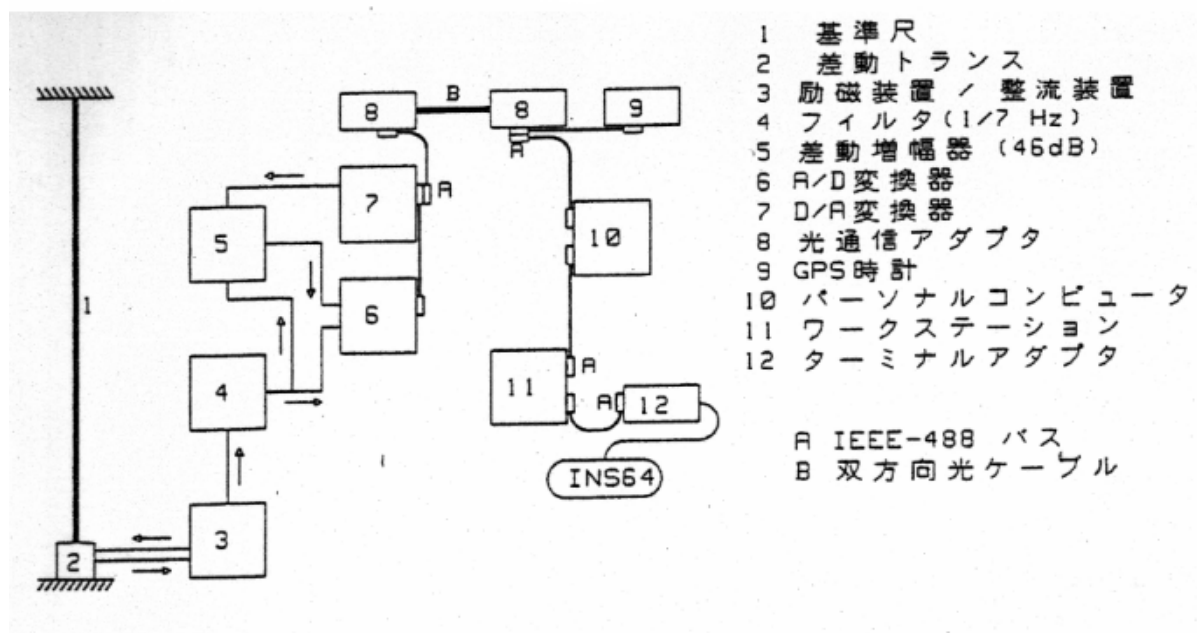 1 基準尺
2 差動トランス
3 励磁装置 / 整流装置
4 フィルタ(1/7 Hz)
5 差動増幅器 (46dB)
6 A/D変換器
7 D/A変換器
8 光通信アダプタ
9 GPS時計
10 パーソナルコンピュータ
11 ワークステーション
12 ターミナルアダプタ
A IEEE-488 バス
B 双方向光ケーブル
8
B
8
9
A
7
A
5
10
6
1
4
11
A
A
12
INS64
3
2